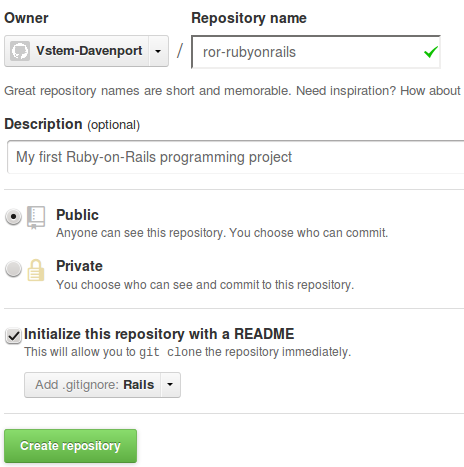 Owner Repository name
Vstem-Davenport / ror-rubyonrails
Great repository names are short and memorable. Need inspiration? How about
Description (optional)
My first Ruby-on-Rails programming project
Public
Anyone can see this repository. You choose who can commit.
Private
You choose who can see and commit to this repository.
Initialize this repository with a README
This will allow you to git clone the repository immediately.
Add .gitignore: Rails
Create repository